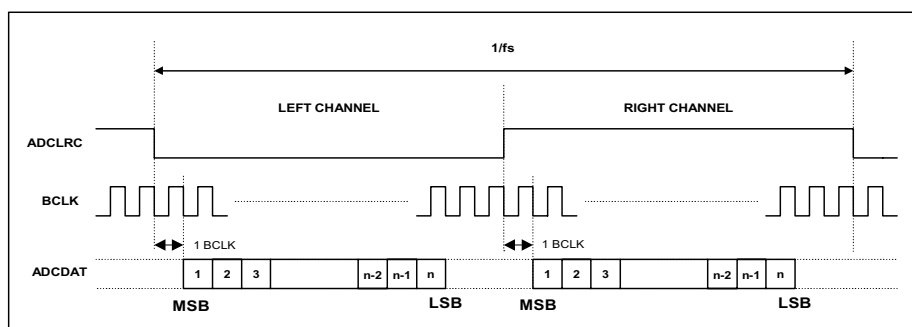 1/fs
LEFT CHANNEL RIGHT CHANNEL
ADCLRC
BCLK
1 BCLK 1 BCLK
ADCDAT 1 2 3 n-2 n-1 n 1 2 3 n-2 n-1 n
MSB LSB MSB LSB